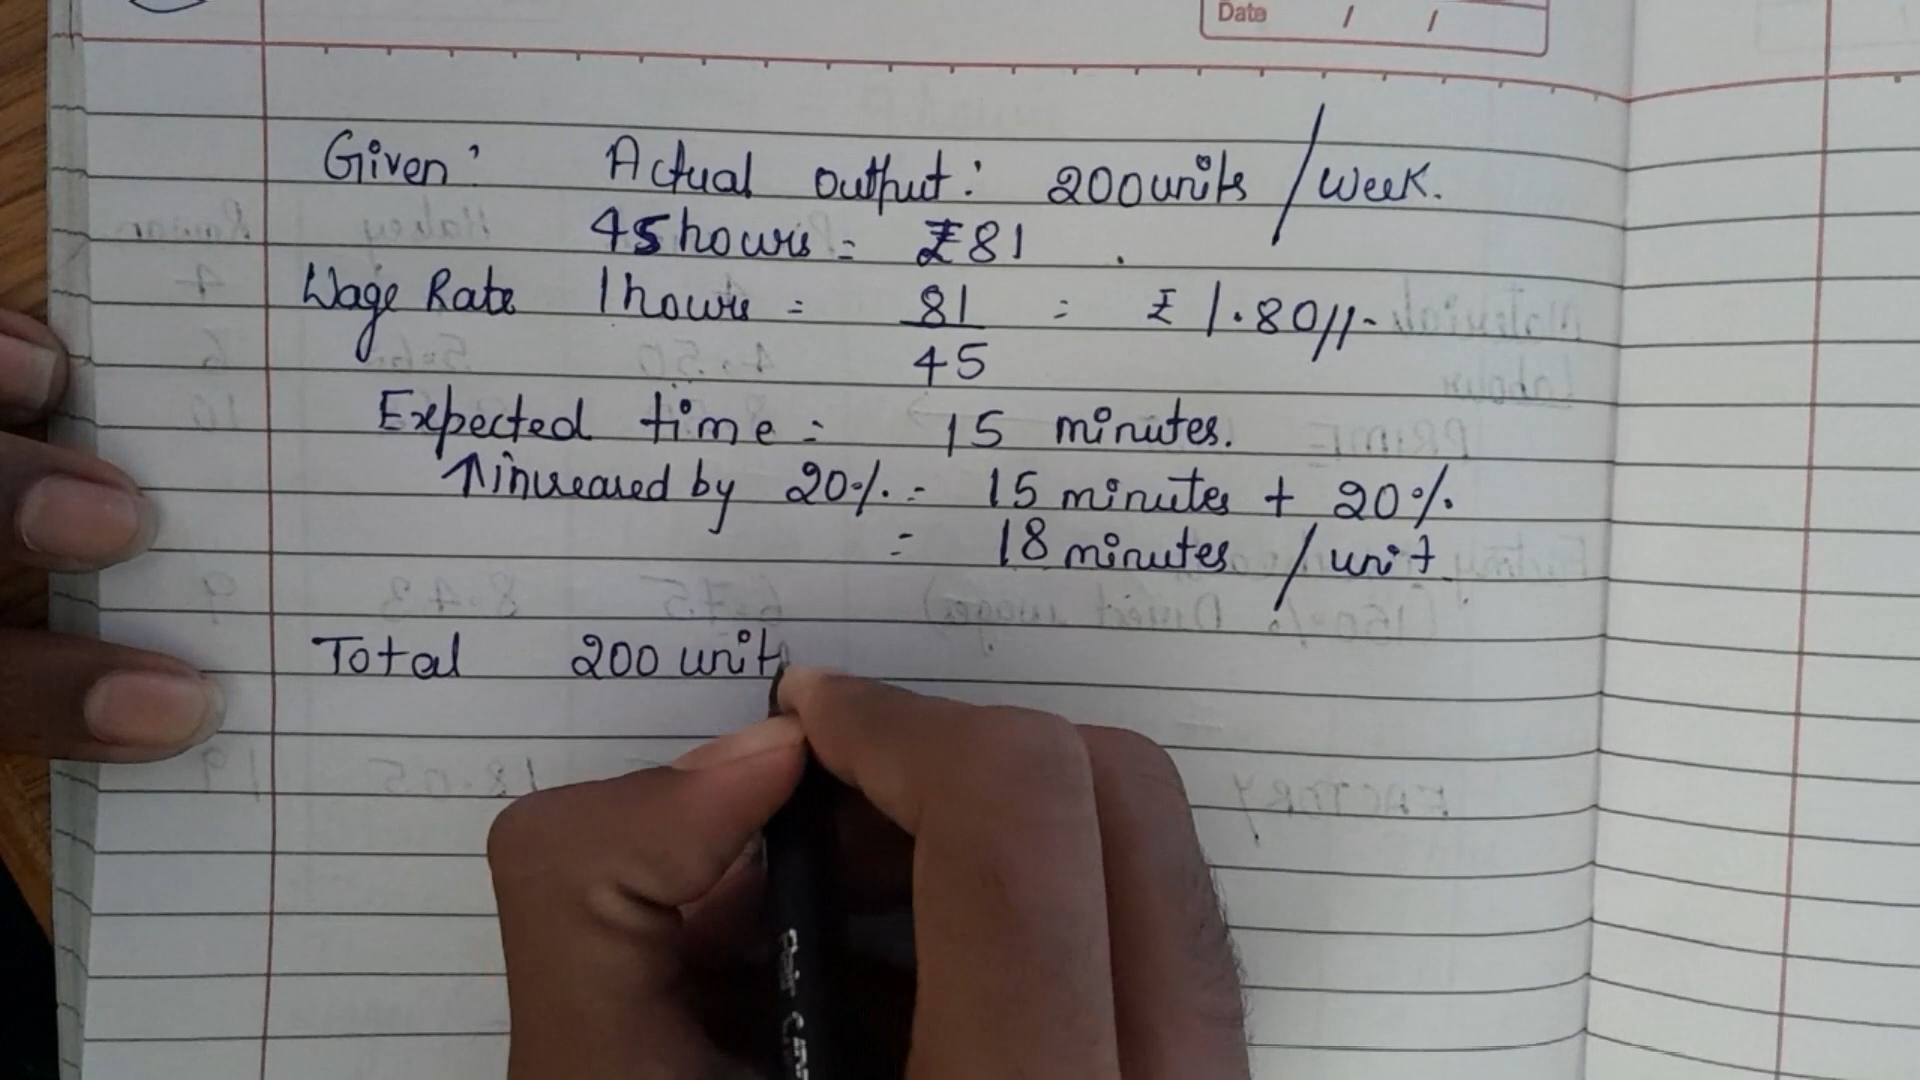 Date / /
Given: Actual output: 200 units / Week.
45 hours = ₹81.
Wage Rate 1 hours = 81 = ₹1.80//-
45
Expected time = 15 minutes.
↑ increased by 20% = 15 minutes + 20%
= 18 minutes / unit
Total 200 unit